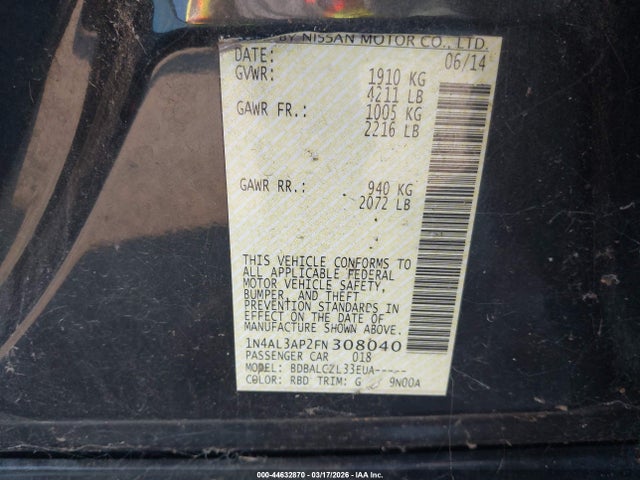 BY NISSAN MOTOR CO., LTD.
DATE: 06/14
GVWR: 1910 KG
4211 LB
GAWR FR.: 1005 KG
2216 LB
GAWR RR.: 940 KG
2072 LB
THIS VEHICLE CONFORMS TO
ALL APPLICABLE FEDERAL
MOTOR VEHICLE SAFETY,
BUMPER, AND THEFT
PREVENTION STANDARDS IN
EFFECT ON THE DATE OF
MANUFACTURE SHOWN ABOVE.
1N4AL3AP2FN308040
PASSENGER CAR 018
MODEL: BDBALCZL33EUA-----
COLOR: RBD TRIM: G 9N00A
000-44632870 - 03/17/2026 - IAA Inc.